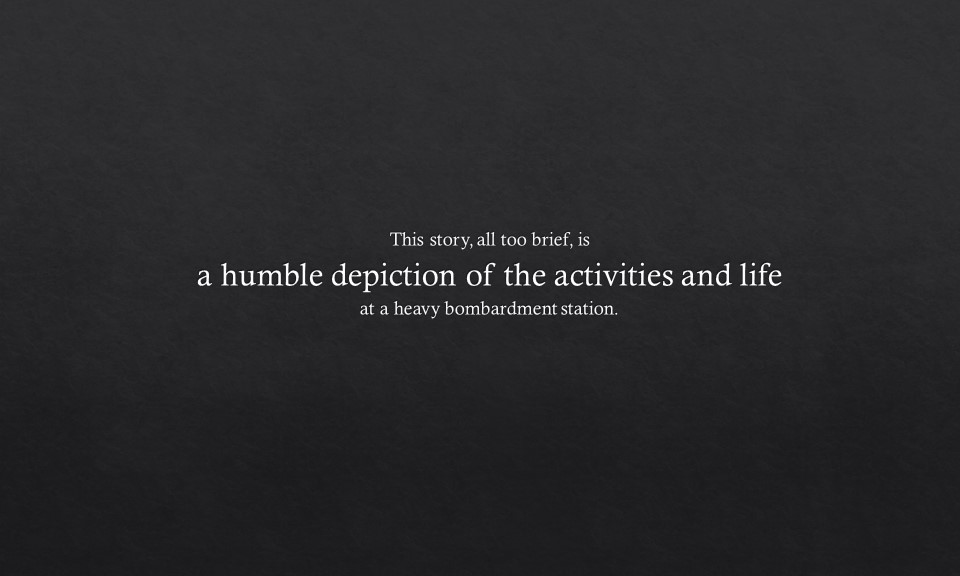 This story, all too brief, is
a humble depiction of the activities and life
at a heavy bombardment station.